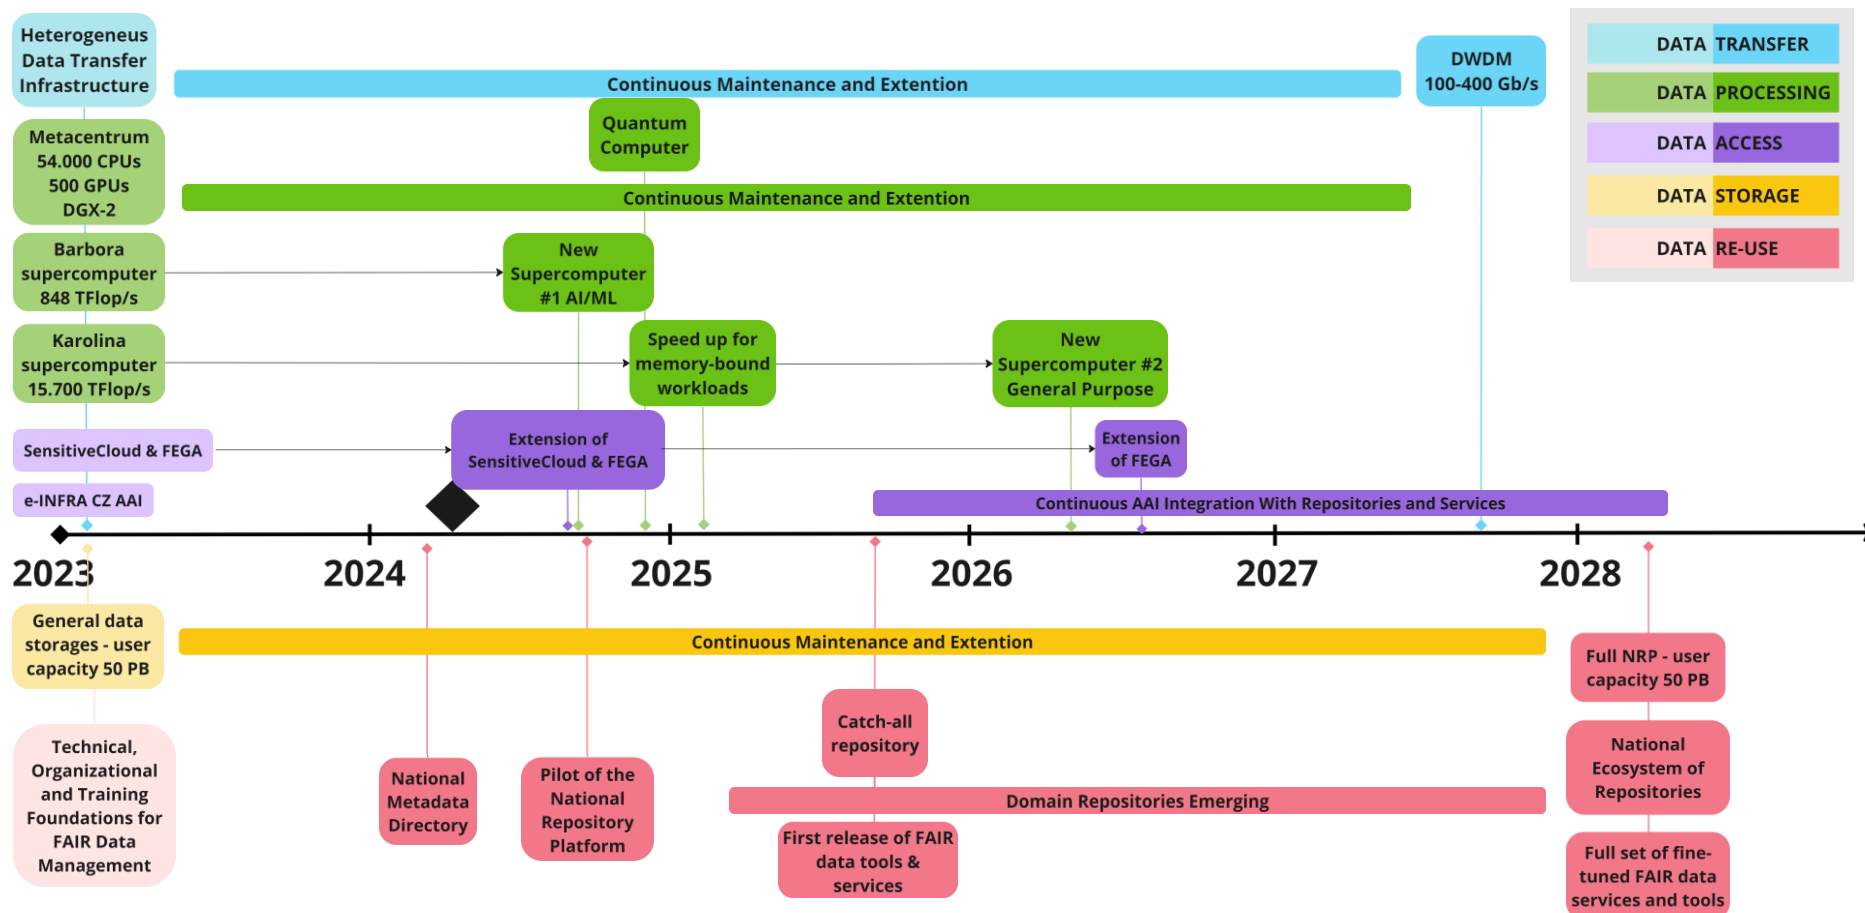 Heterogeneus
Data Transfer
Infrastructure
Continuous Maintenance and Extention
DWDM
100-400 Gb/s
DATA TRANSFER
DATA PROCESSING
DATA ACCESS
DATA STORAGE
DATA RE-USE
Metacentrum
54.000 CPUs
500 GPUs
DGX-2
Quantum
Computer
Continuous Maintenance and Extention
Barbora
supercomputer
848 TFlop/s
New
Supercomputer
#1 AI/ML
Karolina
supercomputer
15.700 TFlop/s
Speed up for
memory-bound
workloads
New
Supercomputer #2
General Purpose
SensitiveCloud & FEGA
Extension of
SensitiveCloud & FEGA
Extension
of FEGA
e-INFRA CZ AAI
Continuous AAI Integration With Repositories and Services
2023
2024
2025
2026
2027
2028
General data
storages - user
capacity 50 PB
Continuous Maintenance and Extention
Full NRP - user
capacity 50 PB
Technical,
Organizational
and Training
Foundations for
FAIR Data
Management
National
Metadata
Directory
Pilot of the
National
Repository
Platform
Catch-all
repository
Domain Repositories Emerging
First release of FAIR
data tools &
services
National
Ecosystem of
Repositories
Full set of fine-
tuned FAIR data
services and tools